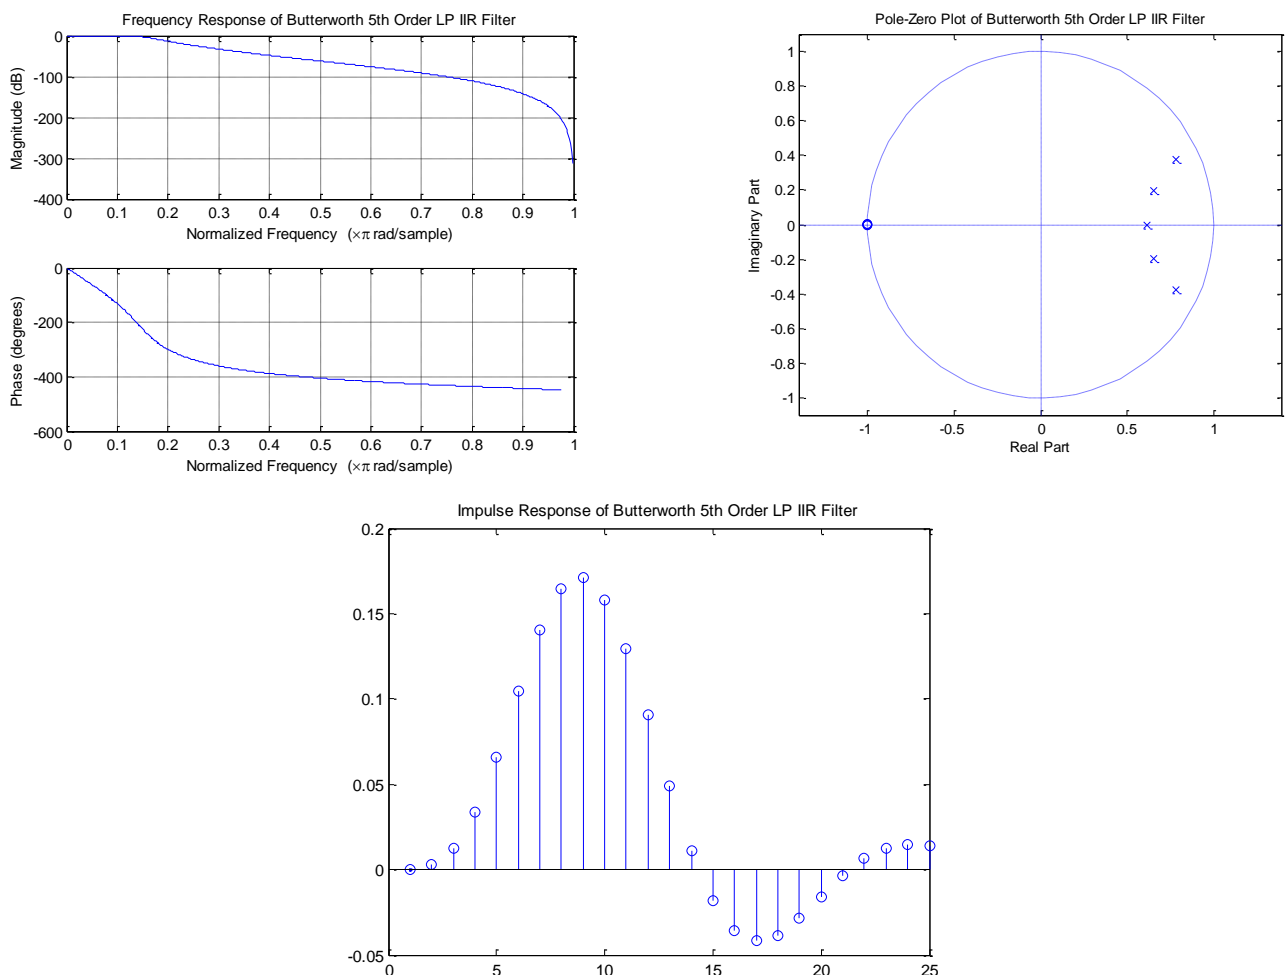 Frequency Response of Butterworth 5th Order LP IIR Filter
0
-100
-200
-300
-400
Magnitude (dB)
0 0.1 0.2 0.3 0.4 0.5 0.6 0.7 0.8 0.9 1
Normalized Frequency (×π rad/sample)
0
-200
-400
-600
Phase (degrees)
0 0.1 0.2 0.3 0.4 0.5 0.6 0.7 0.8 0.9 1
Normalized Frequency (×π rad/sample)
Pole-Zero Plot of Butterworth 5th Order LP IIR Filter
1
0.8
0.6
0.4
0.2
0
-0.2
-0.4
-0.6
-0.8
-1
Imaginary Part
-1 -0.5 0 0.5 1
Real Part
Impulse Response of Butterworth 5th Order LP IIR Filter
0.2
0.15
0.1
0.05
0
-0.05
0 5 10 15 20 25